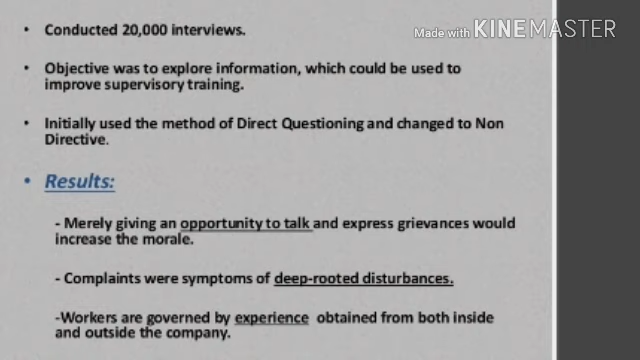 Made with KINEMASTER
• Conducted 20,000 interviews.
• Objective was to explore information, which could be used to
improve supervisory training.
• Initially used the method of Direct Questioning and changed to Non
Directive.
• Results:
- Merely giving an opportunity to talk and express grievances would
increase the morale.
- Complaints were symptoms of deep-rooted disturbances.
-Workers are governed by experience obtained from both inside
and outside the company.